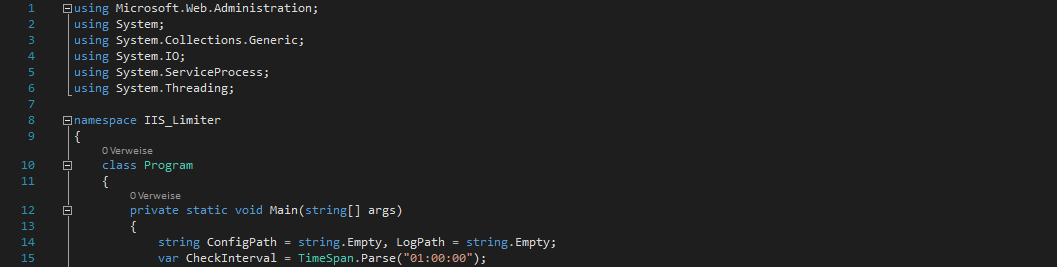 1 using Microsoft.Web.Administration;
2 using System;
3 using System.Collections.Generic;
4 using System.IO;
5 using System.ServiceProcess;
6 using System.Threading;
7
8 namespace IIS_Limiter
9 {
0 Verweise
10 class Program
11 {
0 Verweise
12 private static void Main(string[] args)
13 {
14 string ConfigPath = string.Empty, LogPath = string.Empty;
15 var CheckInterval = TimeSpan.Parse("01:00:00");